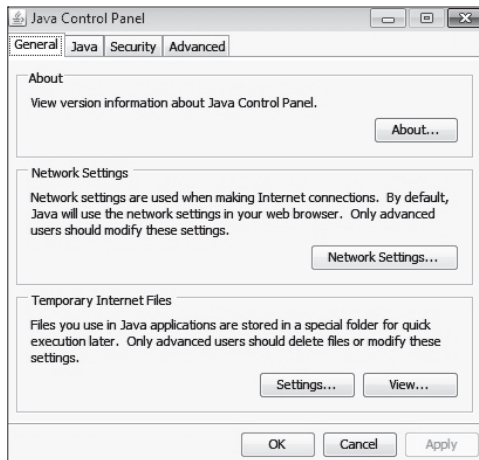 Java Control Panel
General Java Security Advanced
About
View version information about Java Control Panel.
About...
Network Settings
Network settings are used when making Internet connections. By default,
Java will use the network settings in your web browser. Only advanced
users should modify these settings.
Network Settings...
Temporary Internet Files
Files you use in Java applications are stored in a special folder for quick
execution later. Only advanced users should delete files or modify these
settings.
Settings... View...
OK Cancel Apply